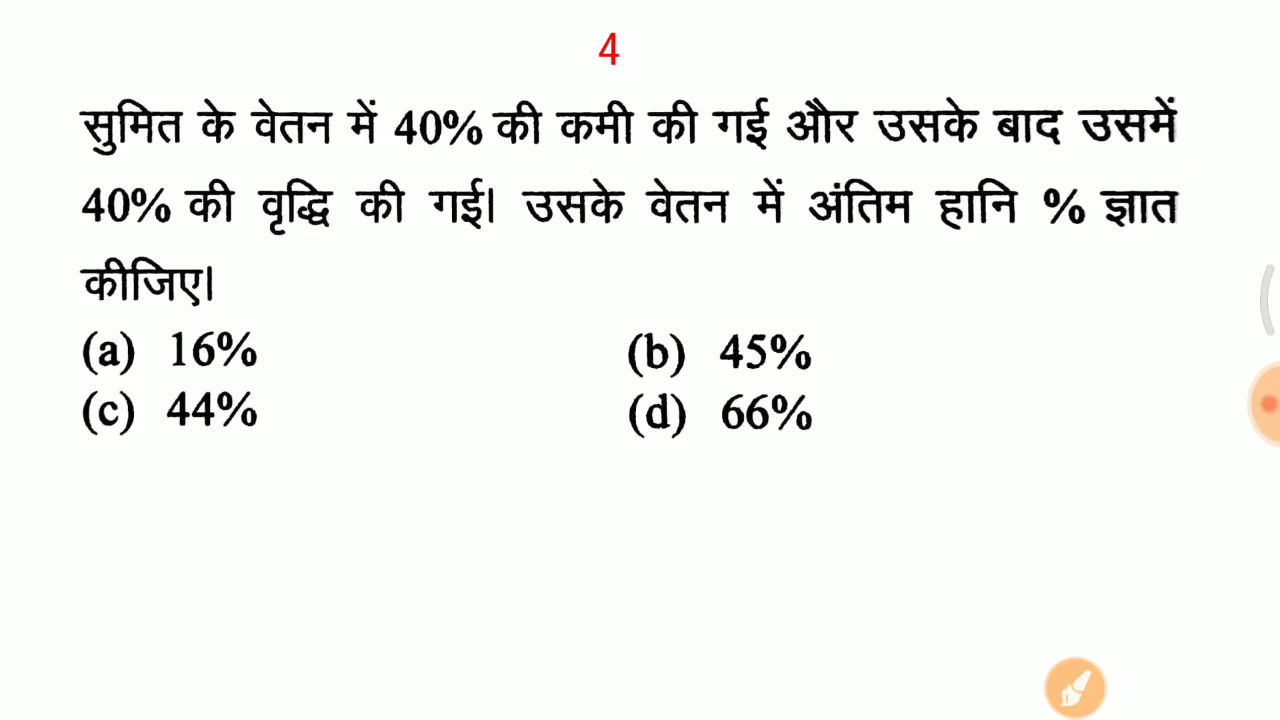 4
सुमित के वेतन में 40% की कमी की गई और उसके बाद उसमें
40% की वृद्धि की गई। उसके वेतन में अंतिम हानि % ज्ञात
कीजिए।
(a) 16% (b) 45%
(c) 44% (d) 66%